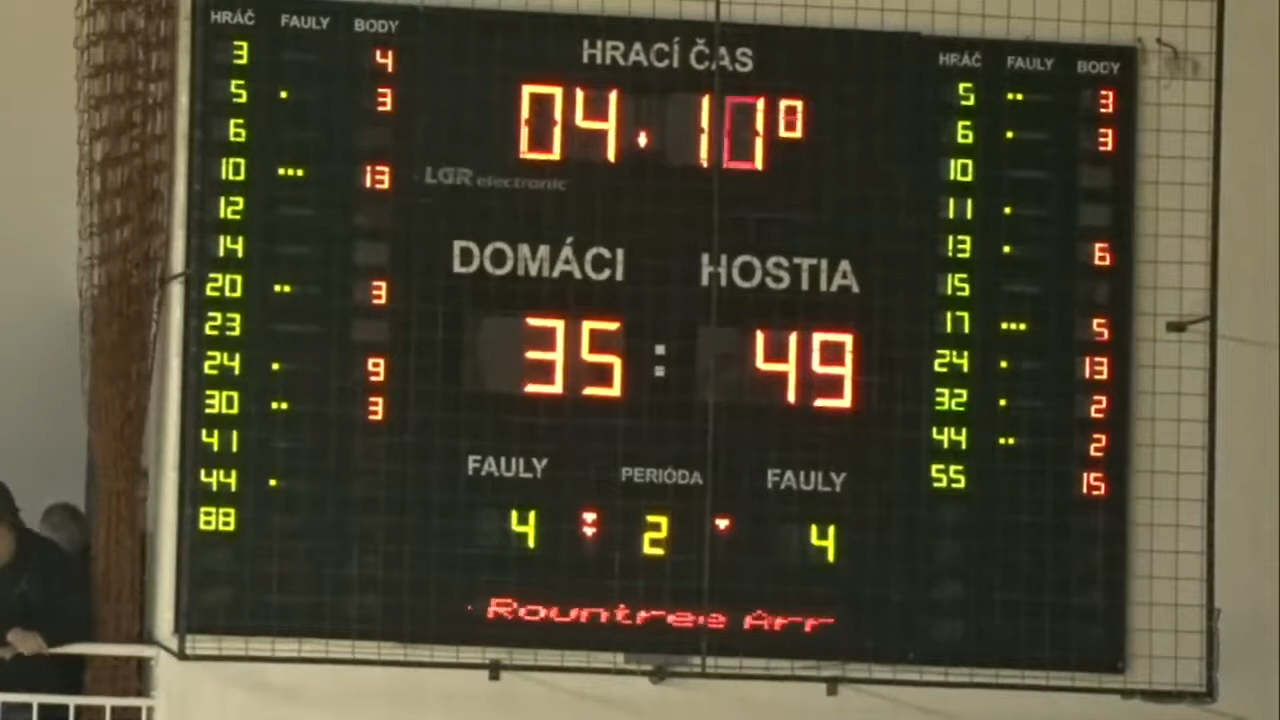 HRÁČ FAULY BODY
3 4
5 . 3
6
10 ... 13
12
14
20 .. 3
23
24 . 9
30 .. 3
41
44 .
88
HRACÍ ČAS
04.10⁰
LGR electronic
DOMÁCI HOSTIA
35 : 49
FAULY PERIÓDA FAULY
4 2 4
Rountree Arr
HRÁČ FAULY BODY
5 .. 3
6 . 3
10
11 .
13 . 6
15
17 ... 5
24 . 13
32 . 2
44 .. 2
55 15